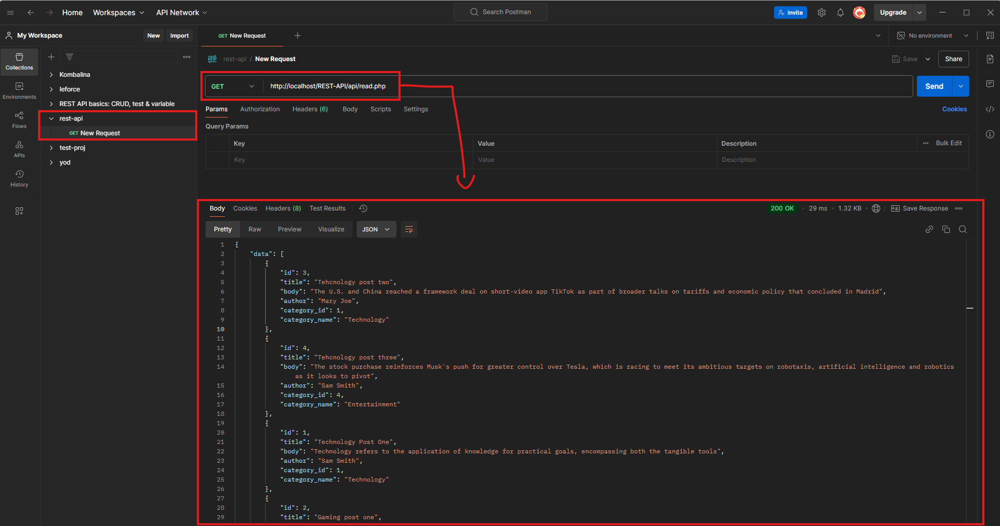 Home Workspaces API Network Search Postman Invite Upgrade
My Workspace New Import GET New Request No environment
Collections
Environments
Flows
APIs
History
Kombalina
leforce
REST API basics: CRUD, test & variable
rest-api
GET New Request
test-proj
yod
HTTP rest-api / New Request Save Share
GET http://localhost/REST-API/api/read.php Send
Params Authorization Headers (6) Body Scripts Settings Cookies
Query Params
Key Value Description Bulk Edit
Key Value Description
Body Cookies Headers (8) Test Results 200 OK 29 ms 1.32 KB e.g. Save Response
Pretty Raw Preview Visualize JSON
1 {
2 "data": [
3 {
4 "id": 3,
5 "title": "Tehcnology post two",
6 "body": "The U.S. and China reached a framework deal on short-video app TikTok as part of broader talks on tariffs and economic policy that concluded in Madrid",
7 "author": "Mary Joe",
8 "category_id": 1,
9 "category_name": "Technology"
10 },
11 {
12 "id": 4,
13 "title": "Tehcnology post three",
14 "body": "The stock purchase reinforces Musk's push for greater control over Tesla, which is racing to meet its ambitious targets on robotaxis, artificial intelligence and robotics
as it looks to pivot",
15 "author": "Sam Smith",
16 "category_id": 4,
17 "category_name": "Entertainment"
18 },
19 {
20 "id": 1,
21 "title": "Technology Post One",
22 "body": "Technology refers to the application of knowledge for practical goals, encompassing both the tangible tools",
23 "author": "Sam Smith",
24 "category_id": 1,
25 "category_name": "Technology"
26 },
27 {
28 "id": 2,
29 "title": "Gaming post one",